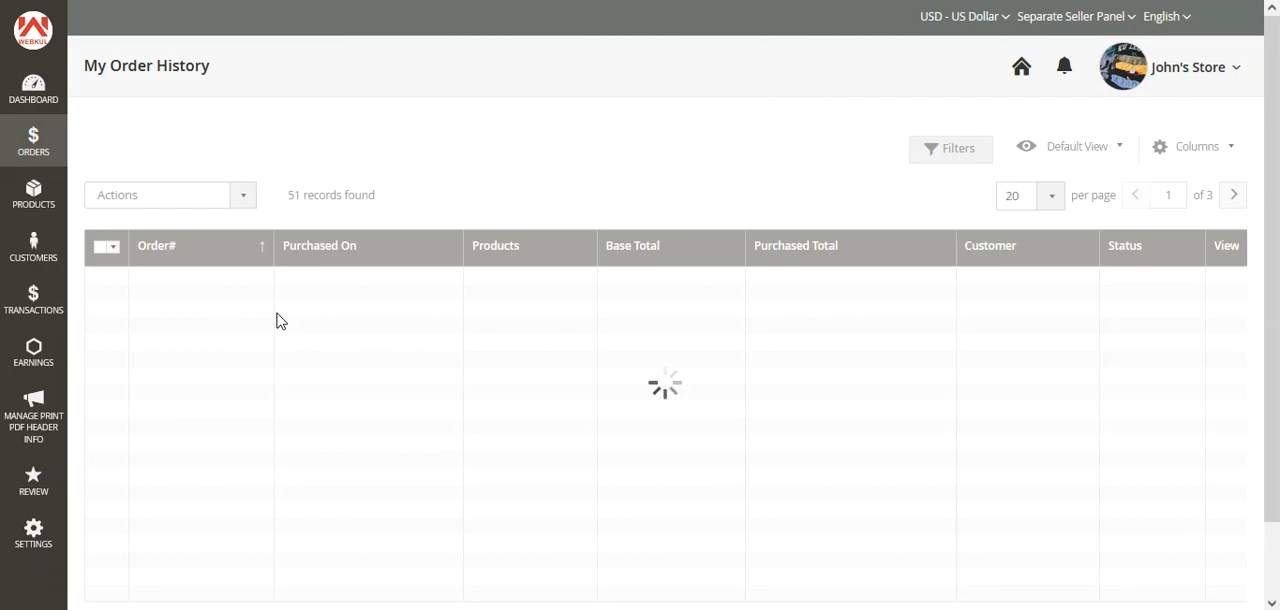 USD - US Dollar Separate Seller Panel English
WEBKUL
My Order History
John's Store
DASHBOARD
ORDERS
PRODUCTS
CUSTOMERS
TRANSACTIONS
EARNINGS
MANAGE PRINT
PDF HEADER
INFO
REVIEW
SETTINGS
Filters Default View Columns
Actions 51 records found 20 per page 1 of 3
Order# Purchased On Products Base Total Purchased Total Customer Status View